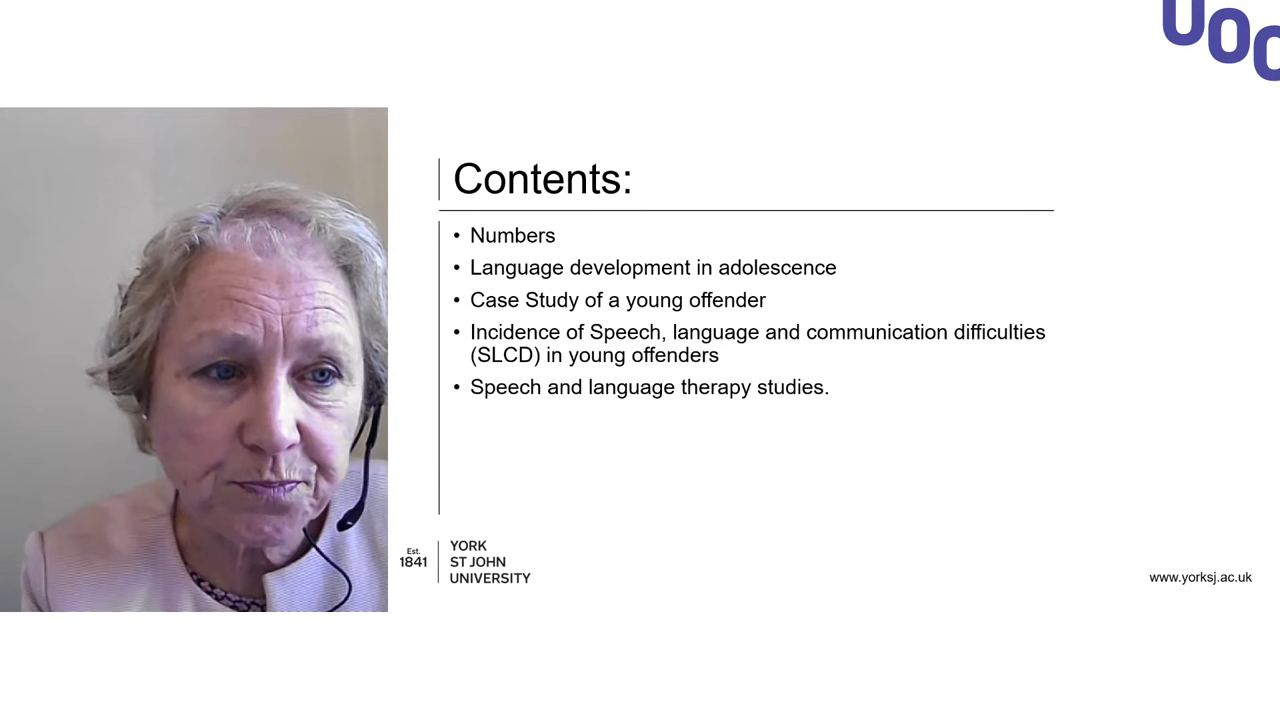 UOC
Contents:
• Numbers
• Language development in adolescence
• Case Study of a young offender
• Incidence of Speech, language and communication difficulties
(SLCD) in young offenders
• Speech and language therapy studies.
Est.
1841
YORK
ST JOHN
UNIVERSITY
www.yorksj.ac.uk